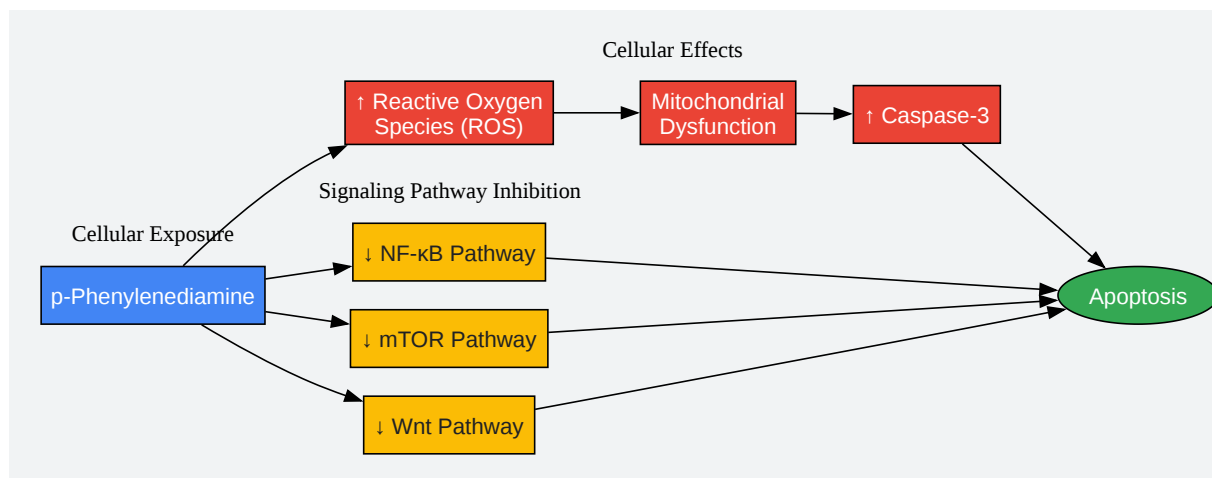 Cellular Effects
↑ Reactive Oxygen
Species (ROS)
Mitochondrial
Dysfunction
↑ Caspase-3
Signaling Pathway Inhibition
Cellular Exposure
↓ NF-κB Pathway
p-Phenylenediamine
Apoptosis
↓ mTOR Pathway
↓ Wnt Pathway